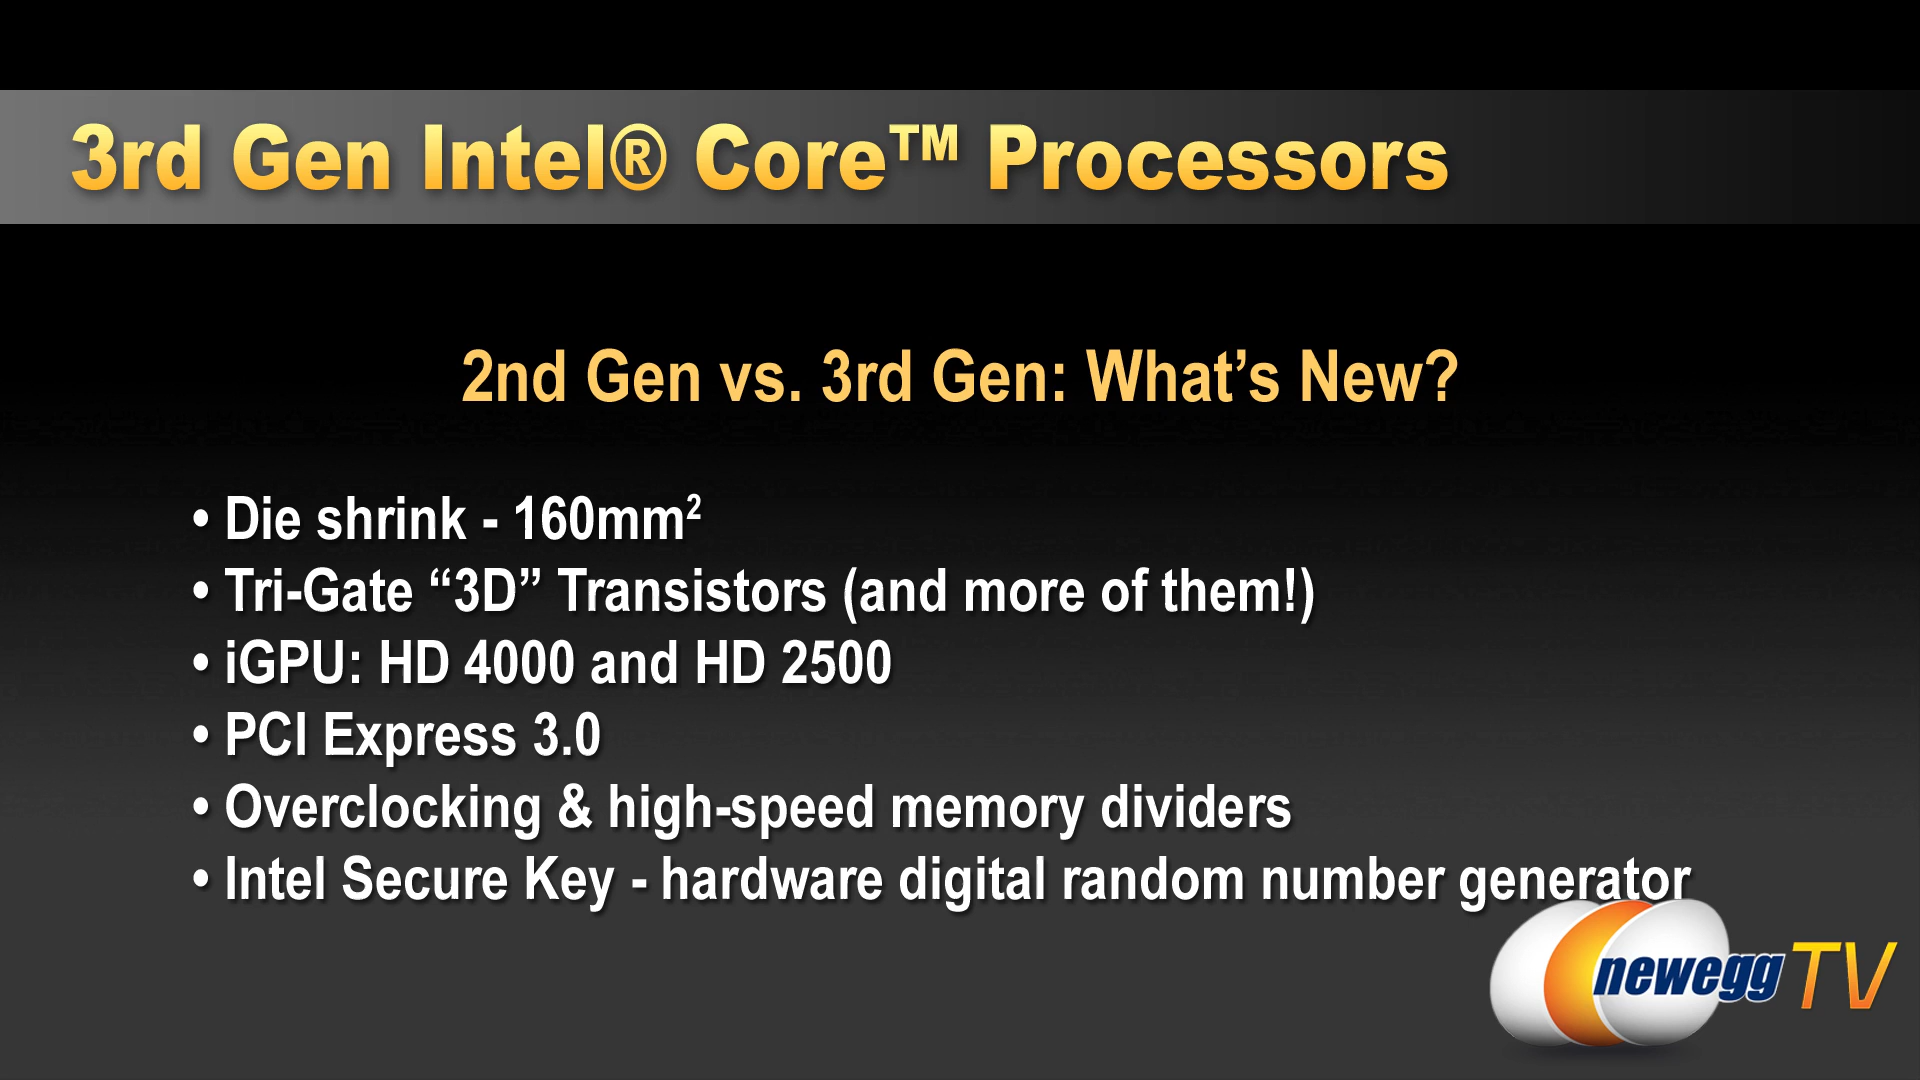 3rd Gen Intel® Core™ Processors
2nd Gen vs. 3rd Gen: What’s New?
• Die shrink - 160mm²
• Tri-Gate “3D” Transistors (and more of them!)
• iGPU: HD 4000 and HD 2500
• PCI Express 3.0
• Overclocking & high-speed memory dividers
• Intel Secure Key - hardware digital random number generator
newegg TV